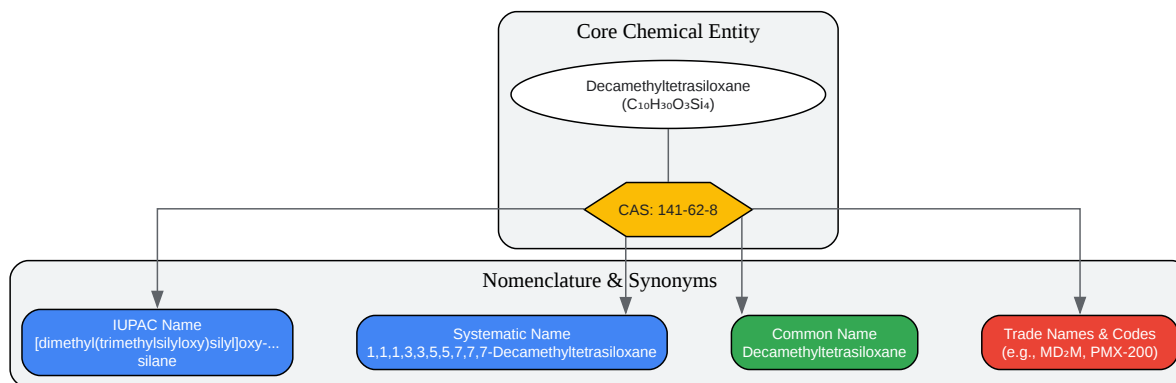 Core Chemical Entity
Decamethyltetrasiloxane
(C₁₀H₃₀O₃Si₄)
CAS: 141-62-8
Nomenclature & Synonyms
IUPAC Name
[dimethyl(trimethylsilyloxy)silyl]oxy-...
silane
Systematic Name
1,1,1,3,3,5,5,7,7,7-Decamethyltetrasiloxane
Common Name
Decamethyltetrasiloxane
Trade Names & Codes
(e.g., MD₂M, PMX-200)